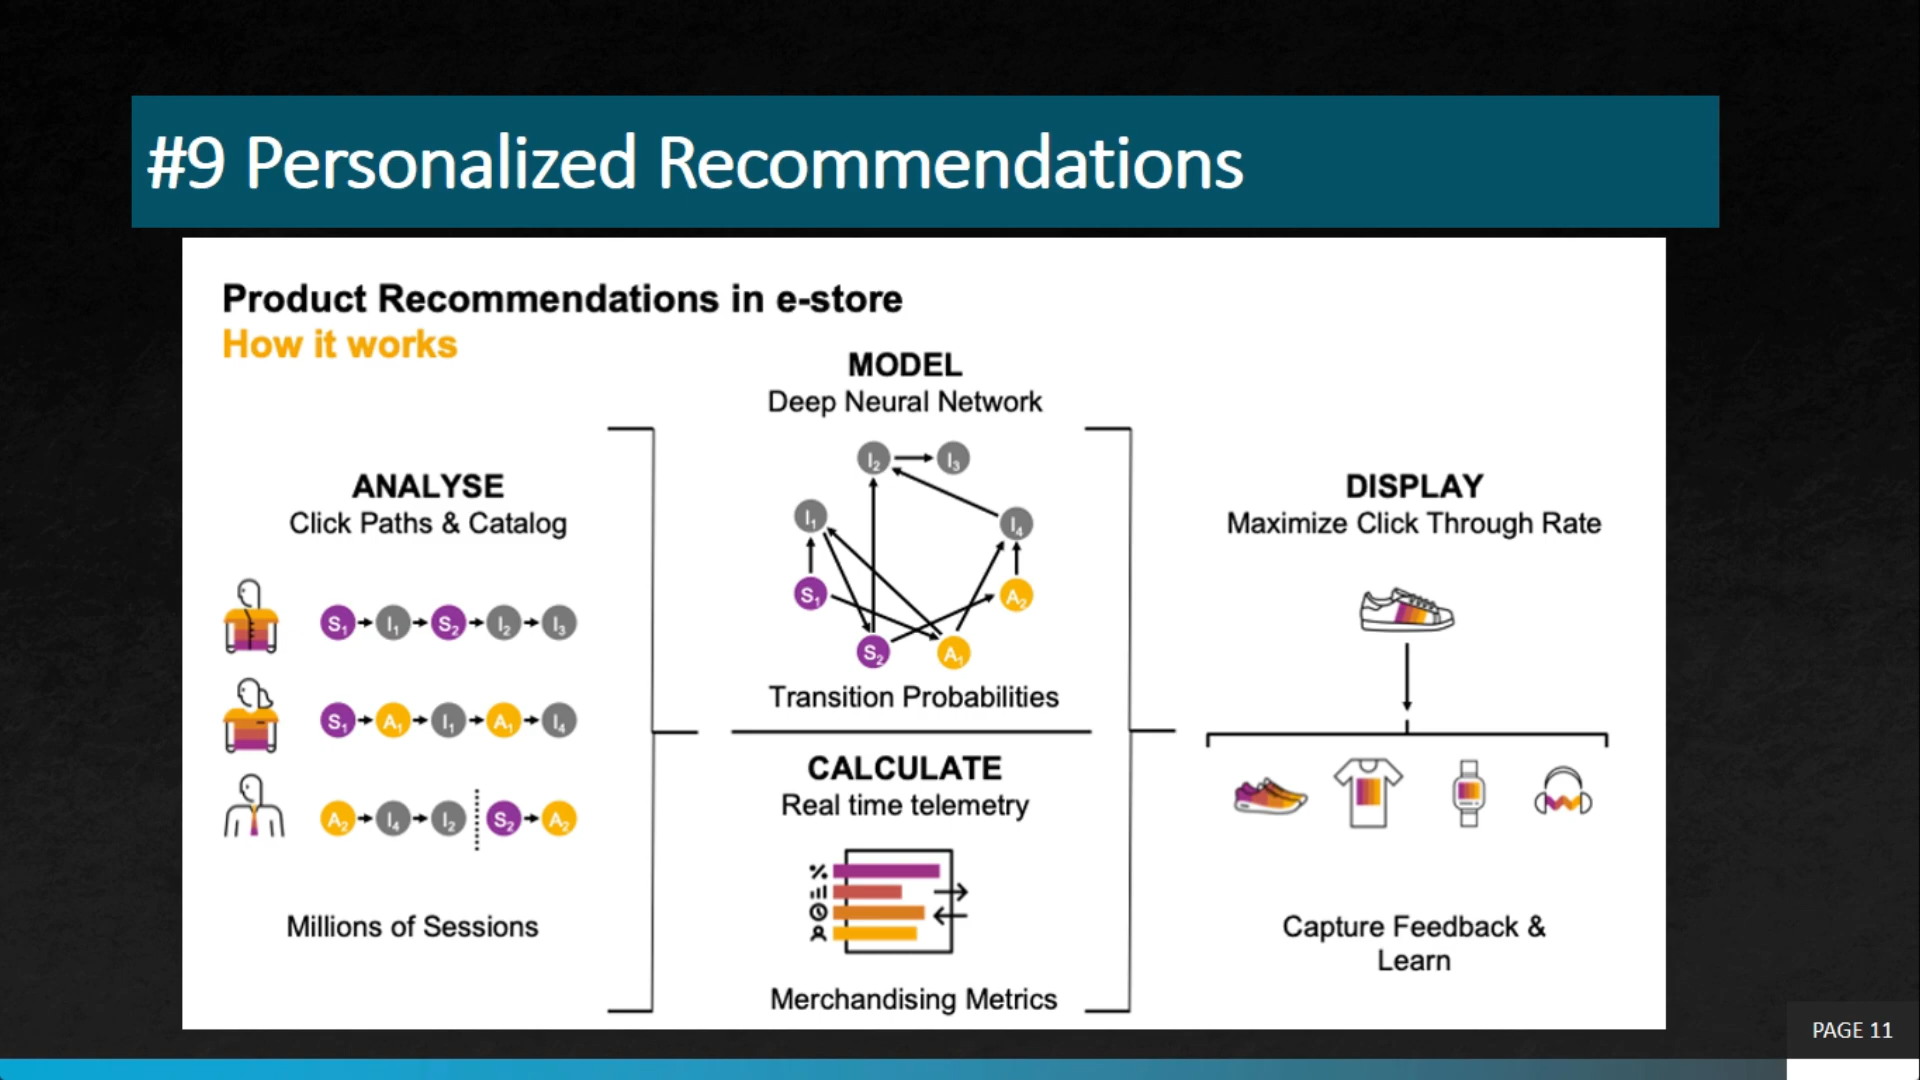 #9 Personalized Recommendations
Product Recommendations in e-store
How it works
ANALYSE
Click Paths & Catalog
S₁ I₁ S₂ I₂ I₃
S₁ A₁ I₁ A₁ I₄
A₂ I₄ I₂ S₂ A₂
Millions of Sessions
MODEL
Deep Neural Network
I₂ I₃
I₁ I₄
S₁ A₂
S₂ A₁
Transition Probabilities
CALCULATE
Real time telemetry
%
Merchandising Metrics
DISPLAY
Maximize Click Through Rate
Capture Feedback &
Learn
PAGE 11